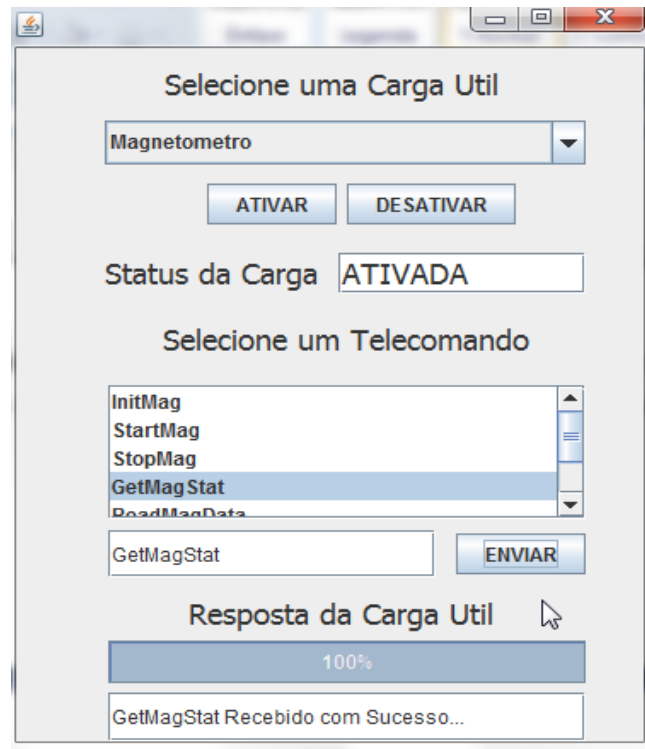 Selecione uma Carga Util
Magnetometro
ATIVAR DESATIVAR
Status da Carga ATIVADA
Selecione um Telecomando
InitMag
StartMag
StopMag
GetMagStat
ReadMagData
GetMagStat ENVIAR
Resposta da Carga Util
100%
GetMagStat Recebido com Sucesso...